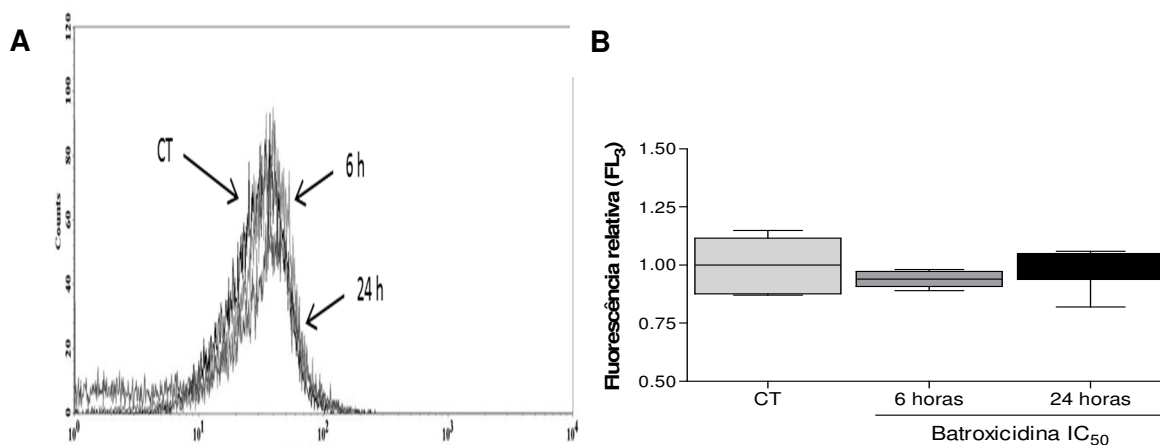 A
120
100
80
60
40
20
0
Counts
CT
6 h
24 h
10⁰
10¹
10²
10³
10⁴
B
Fluorescência relativa (FL₃)
1.50
1.25
1.00
0.75
0.50
CT
6 horas
24 horas
Batroxicidina IC₅₀